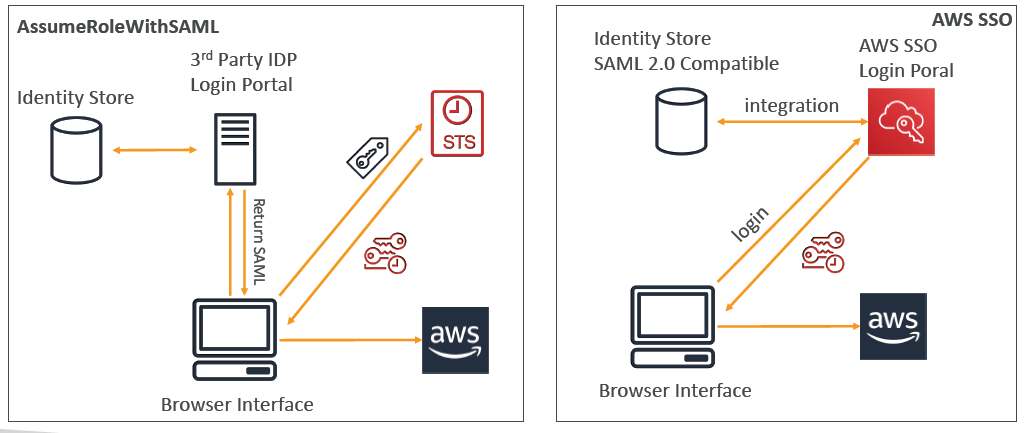 AssumeRoleWithSAML
3rd Party IDP
Login Portal
Identity Store
STS
Return SAML
aws
Browser Interface
AWS SSO
Identity Store
SAML 2.0 Compatible
AWS SSO
Login Poral
integration
login
aws
Browser Interface